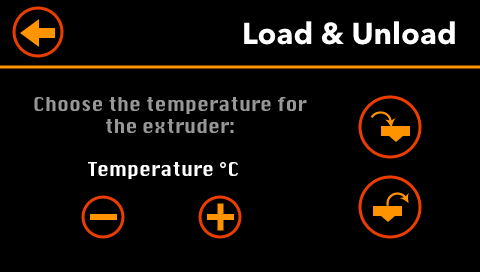 Load & Unload
Choose the temperature for
the extruder:
Temperature °C